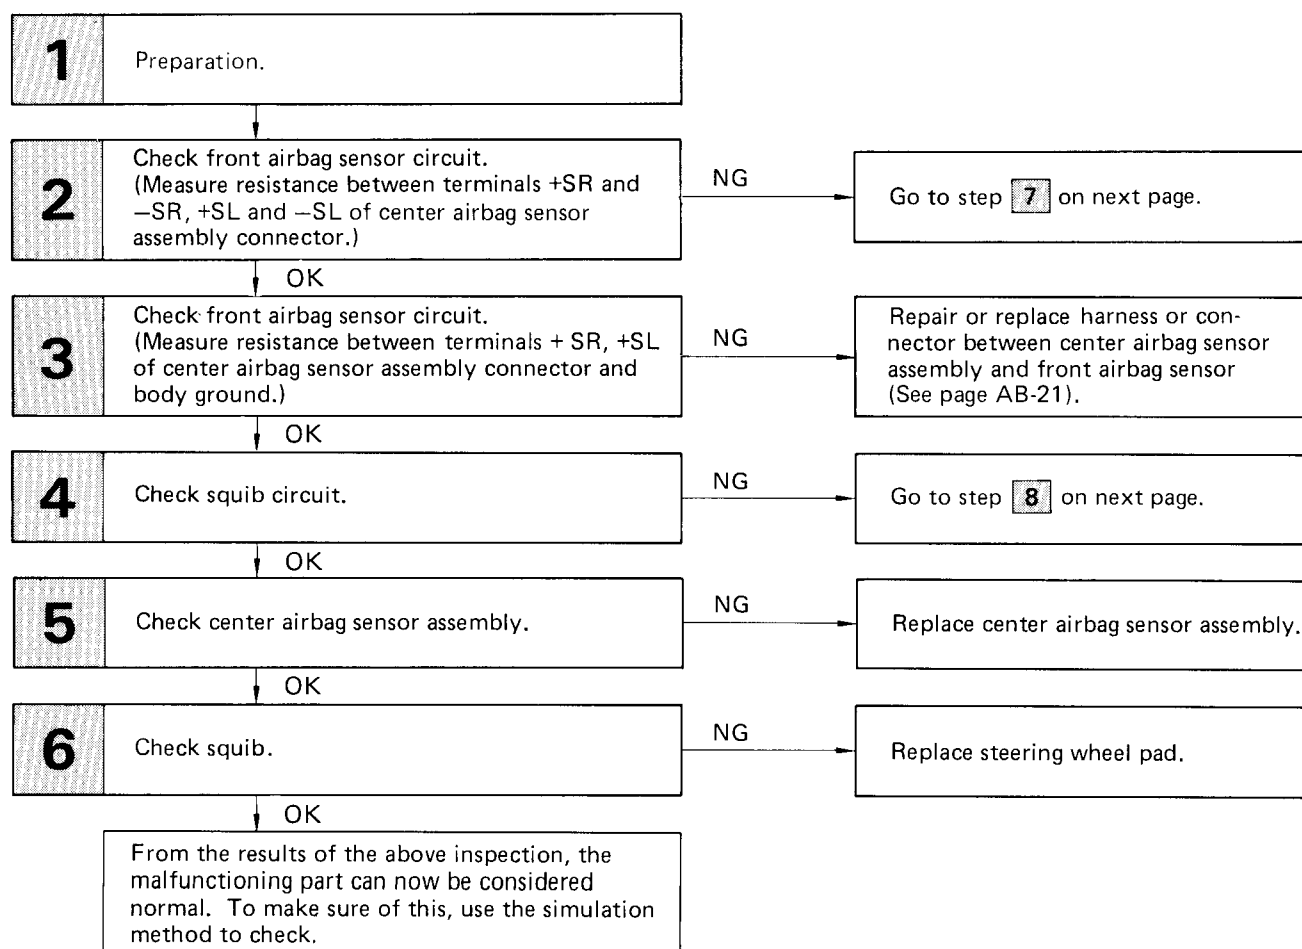 1
Preparation.
2
Check front airbag sensor circuit.
(Measure resistance between terminals +SR and
—SR, +SL and —SL of center airbag sensor
assembly connector.)
NG
Go to step 7 on next page.
OK
3
Check front airbag sensor circuit.
(Measure resistance between terminals + SR, +SL
of center airbag sensor assembly connector and
body ground.)
NG
Repair or replace harness or con-
nector between center airbag sensor
assembly and front airbag sensor
(See page AB-21).
OK
4
Check squib circuit.
NG
Go to step 8 on next page.
OK
5
Check center airbag sensor assembly.
NG
Replace center airbag sensor assembly.
OK
6
Check squib.
NG
Replace steering wheel pad.
OK
From the results of the above inspection, the
malfunctioning part can now be considered
normal. To make sure of this, use the simulation
method to check.